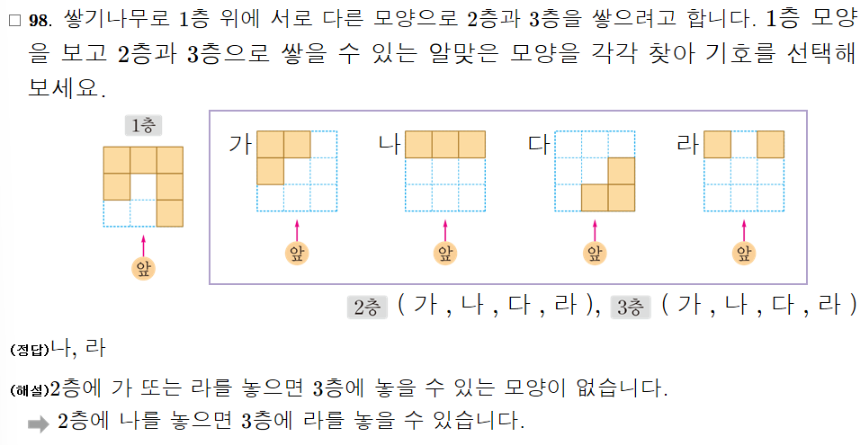 □ 98. 쌓기나무로 1층 위에 서로 다른 모양으로 2층과 3층을 쌓으려고 합니다. 1층 모양
을 보고 2층과 3층으로 쌓을 수 있는 알맞은 모양을 각각 찾아 기호를 선택해
보세요.
1층
가 나 다 라
앞 앞 앞 앞 앞
2층 ( 가 , 나 , 다 , 라 ), 3층 ( 가 , 나 , 다 , 라 )
(정답)나, 라
(해설)2층에 가 또는 라를 놓으면 3층에 놓을 수 있는 모양이 없습니다.
➡ 2층에 나를 놓으면 3층에 라를 놓을 수 있습니다.